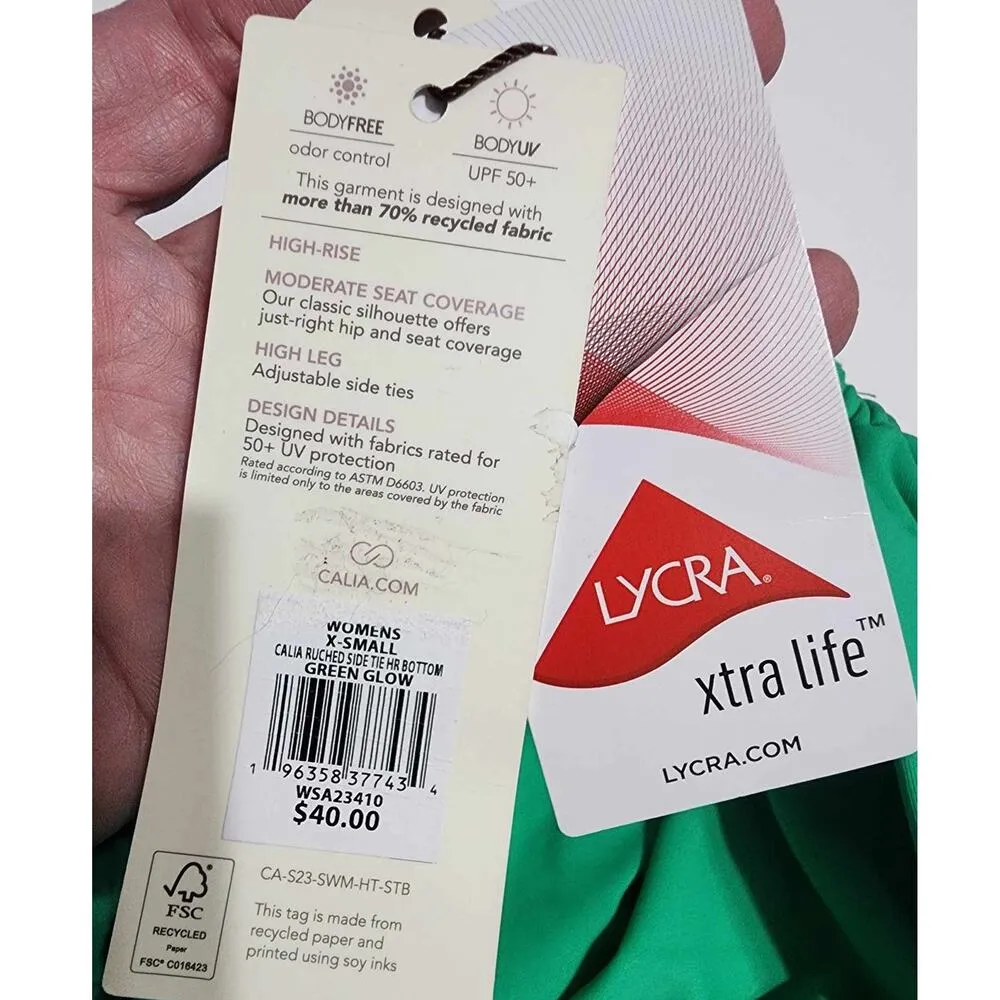 BODYFREE
odor control
BODYUV
UPF 50+
This garment is designed with
more than 70% recycled fabric
HIGH-RISE
MODERATE SEAT COVERAGE
Our classic silhouette offers
just-right hip and seat coverage
HIGH LEG
Adjustable side ties
DESIGN DETAILS
Designed with fabrics rated for
50+ UV protection
Rated according to ASTM D6603. UV protection
is limited only to the areas covered by the fabric
CALIA.COM
WOMENS
X-SMALL
CALIA RUCHED SIDE TIE HR BOTTOM
GREEN GLOW
1 96358 37743 4
WSA23410
$40.00
CA-S23-SWM-HT-STB
This tag is made from
recycled paper and
printed using soy inks
FSC
RECYCLED
Paper
FSC® C016423
LYCRA®
xtra life™
LYCRA.COM